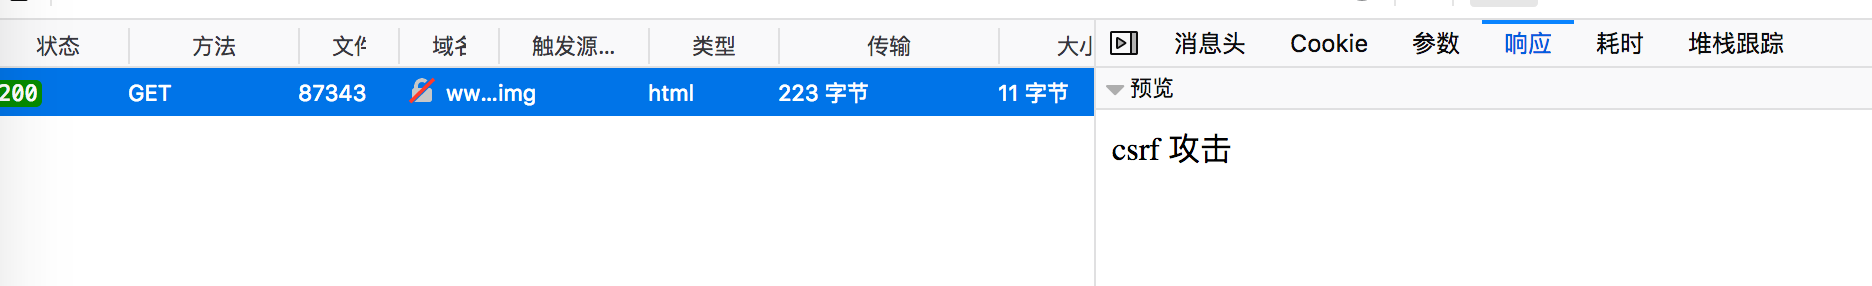 状态 方法 文件 域名 触发源... 类型 传输 大小
200 GET 87343 ww...img html 223 字节 11 字节
消息头 Cookie 参数 响应 耗时 堆栈跟踪
预览
csrf 攻击